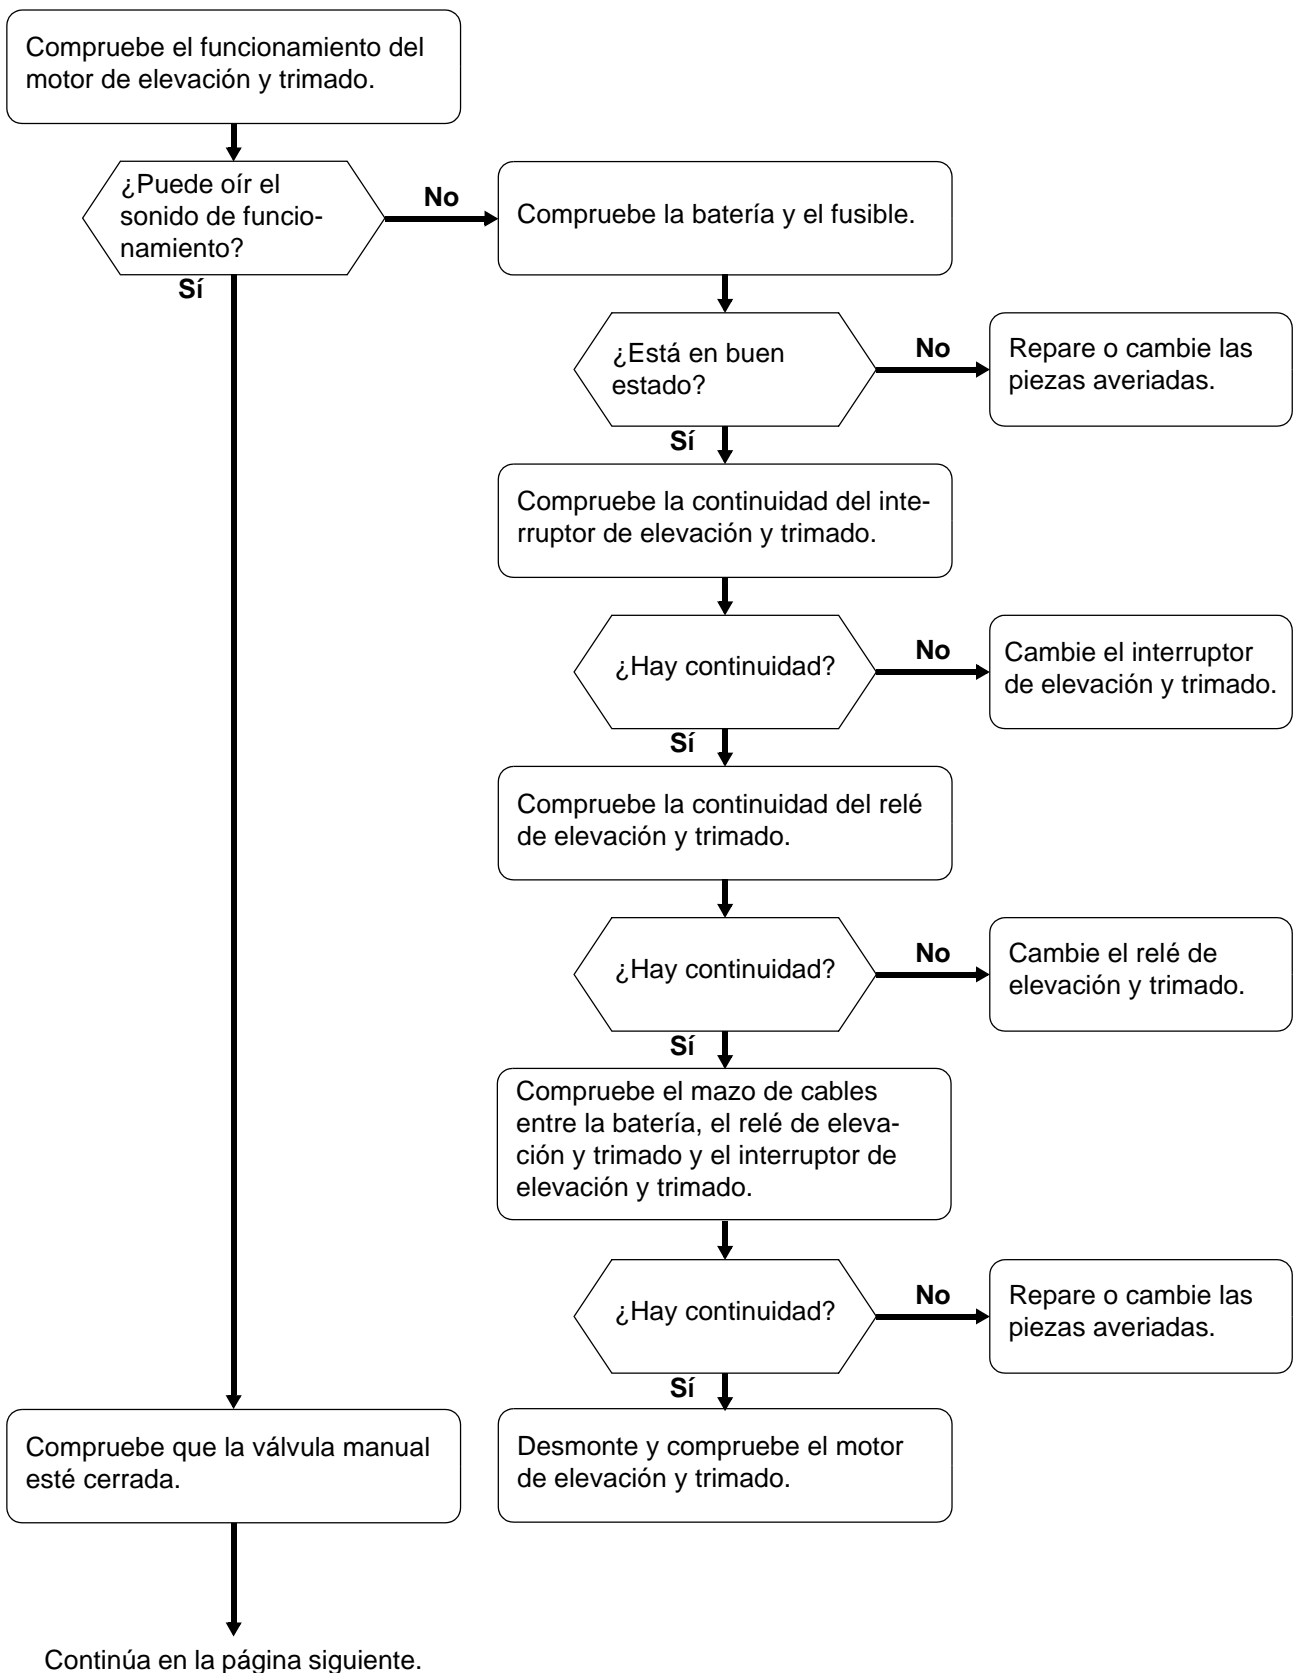 Compruebe el funcionamiento del
motor de elevación y trimado.
¿Puede oír el
sonido de funcio-
namiento?
No
Compruebe la batería y el fusible.
Sí
¿Está en buen
estado?
No
Repare o cambie las
piezas averiadas.
Sí
Compruebe la continuidad del inte-
rruptor de elevación y trimado.
¿Hay continuidad?
No
Cambie el interruptor
de elevación y trimado.
Sí
Compruebe la continuidad del relé
de elevación y trimado.
¿Hay continuidad?
No
Cambie el relé de
elevación y trimado.
Sí
Compruebe el mazo de cables
entre la batería, el relé de eleva-
ción y trimado y el interruptor de
elevación y trimado.
¿Hay continuidad?
No
Repare o cambie las
piezas averiadas.
Sí
Compruebe que la válvula manual
esté cerrada.
Desmonte y compruebe el motor
de elevación y trimado.
Continúa en la página siguiente.